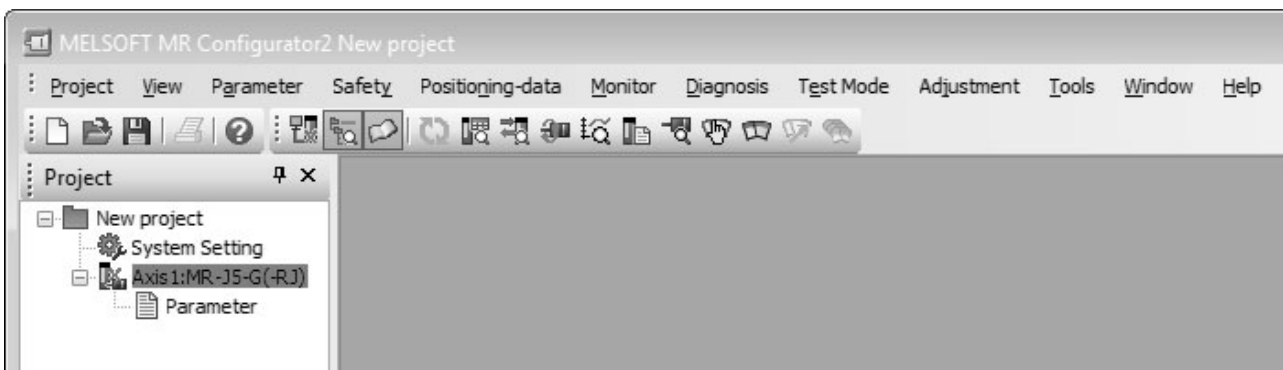 MELSOFT MR Configurator2 New project
Project View Parameter Safety Positioning-data Monitor Diagnosis Test Mode Adjustment Tools Window Help
Project
New project
System Setting
Axis1:MR-J5-G(-RJ)
Parameter